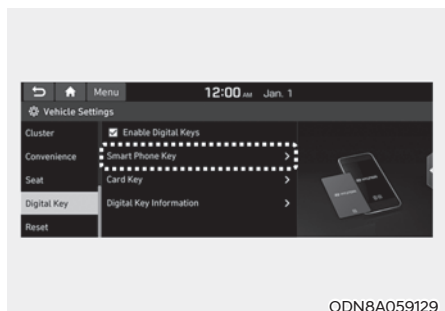 Menu 12:00 AM Jan. 1
Vehicle Settings
Cluster
Enable Digital Keys
Convenience
Smart Phone Key
Seat
Card Key
Digital Key
Digital Key Information
Reset
ODN8A059129